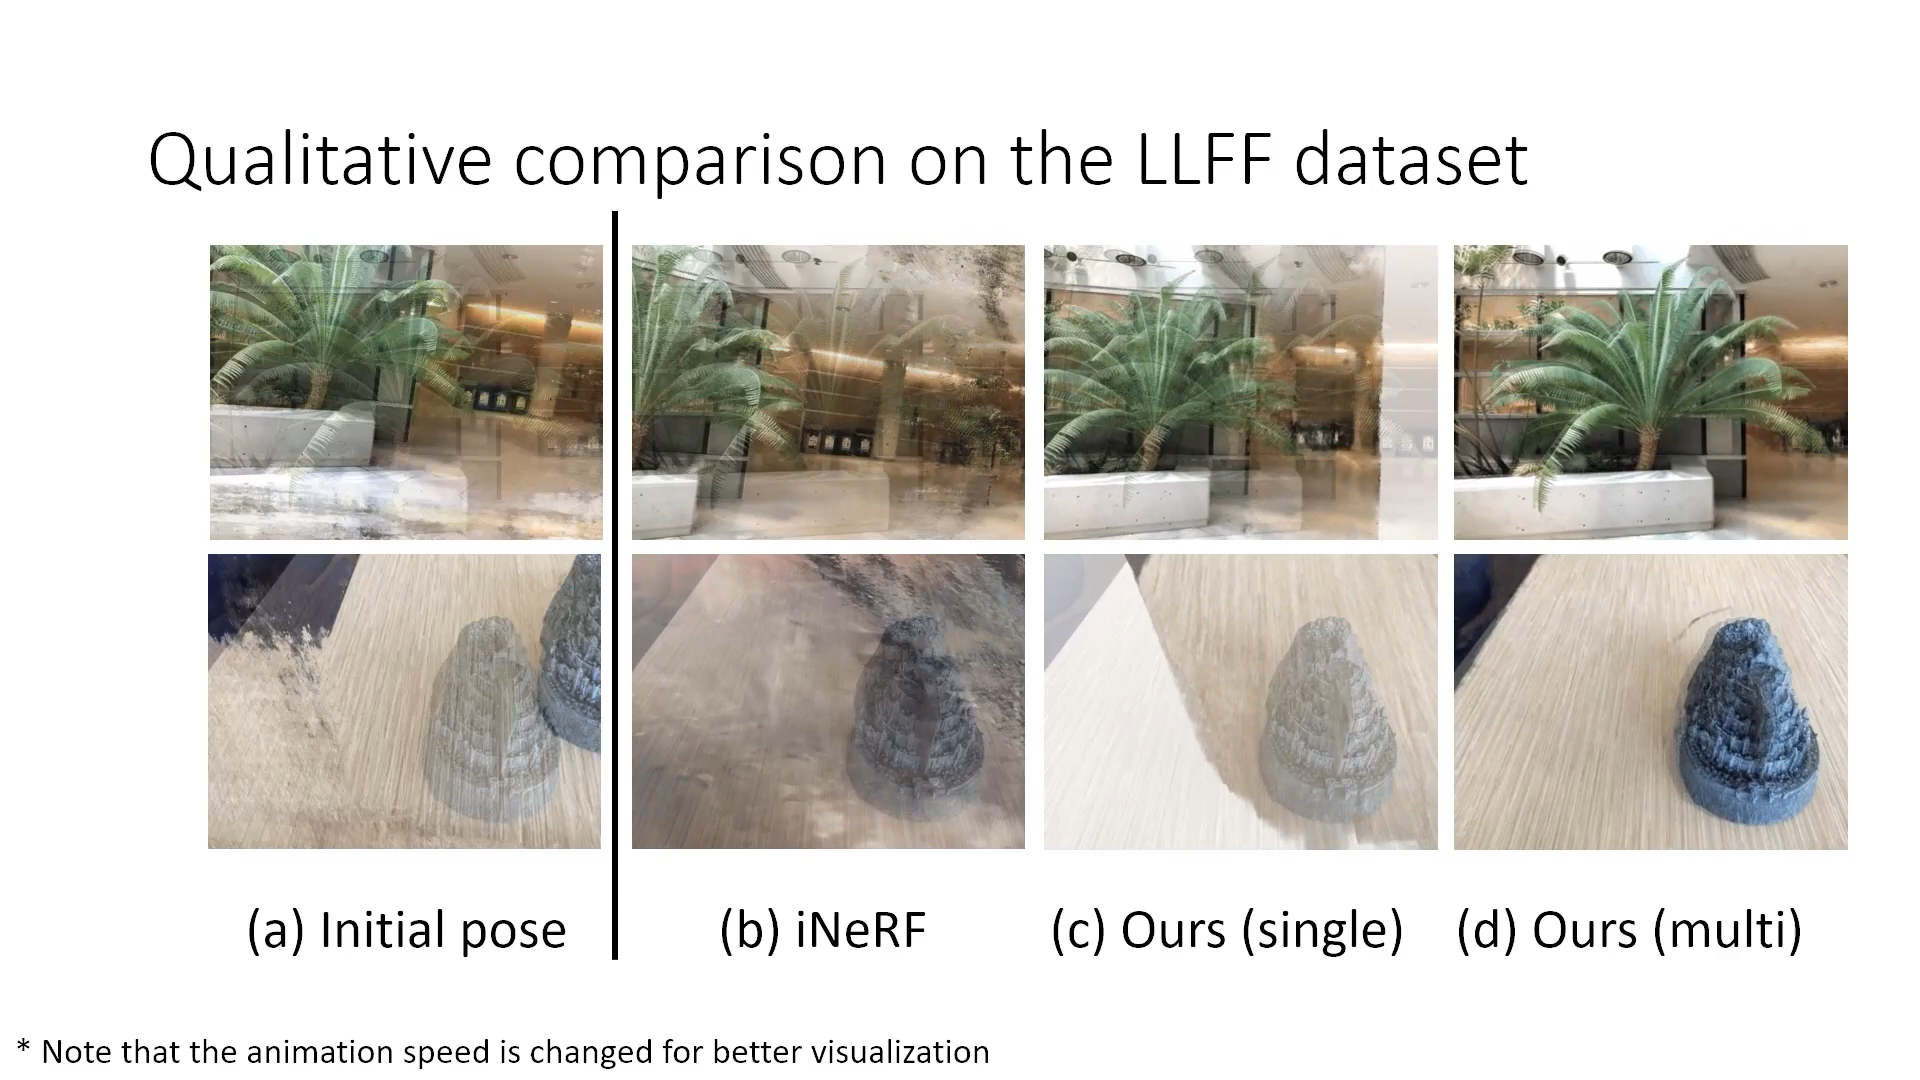 Qualitative comparison on the LLFF dataset
(a) Initial pose
(b) iNeRF
(c) Ours (single)
(d) Ours (multi)
* Note that the animation speed is changed for better visualization